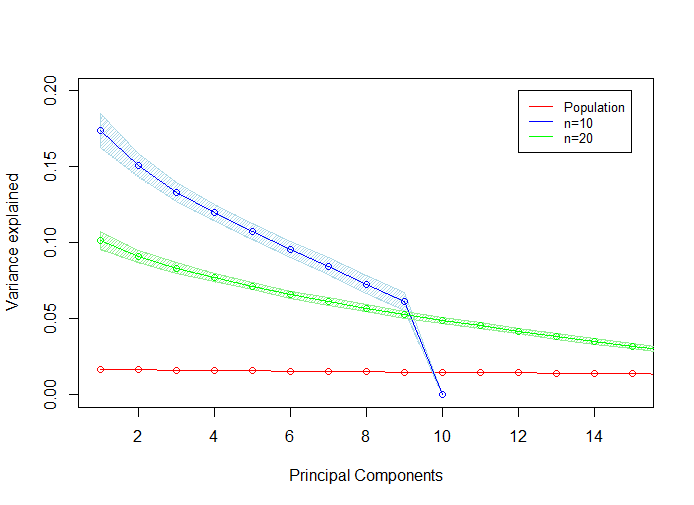 Variance explained
0.20
0.15
0.10
0.05
0.00
Population
n=10
n=20
2 4 6 8 10 12 14
Principal Components